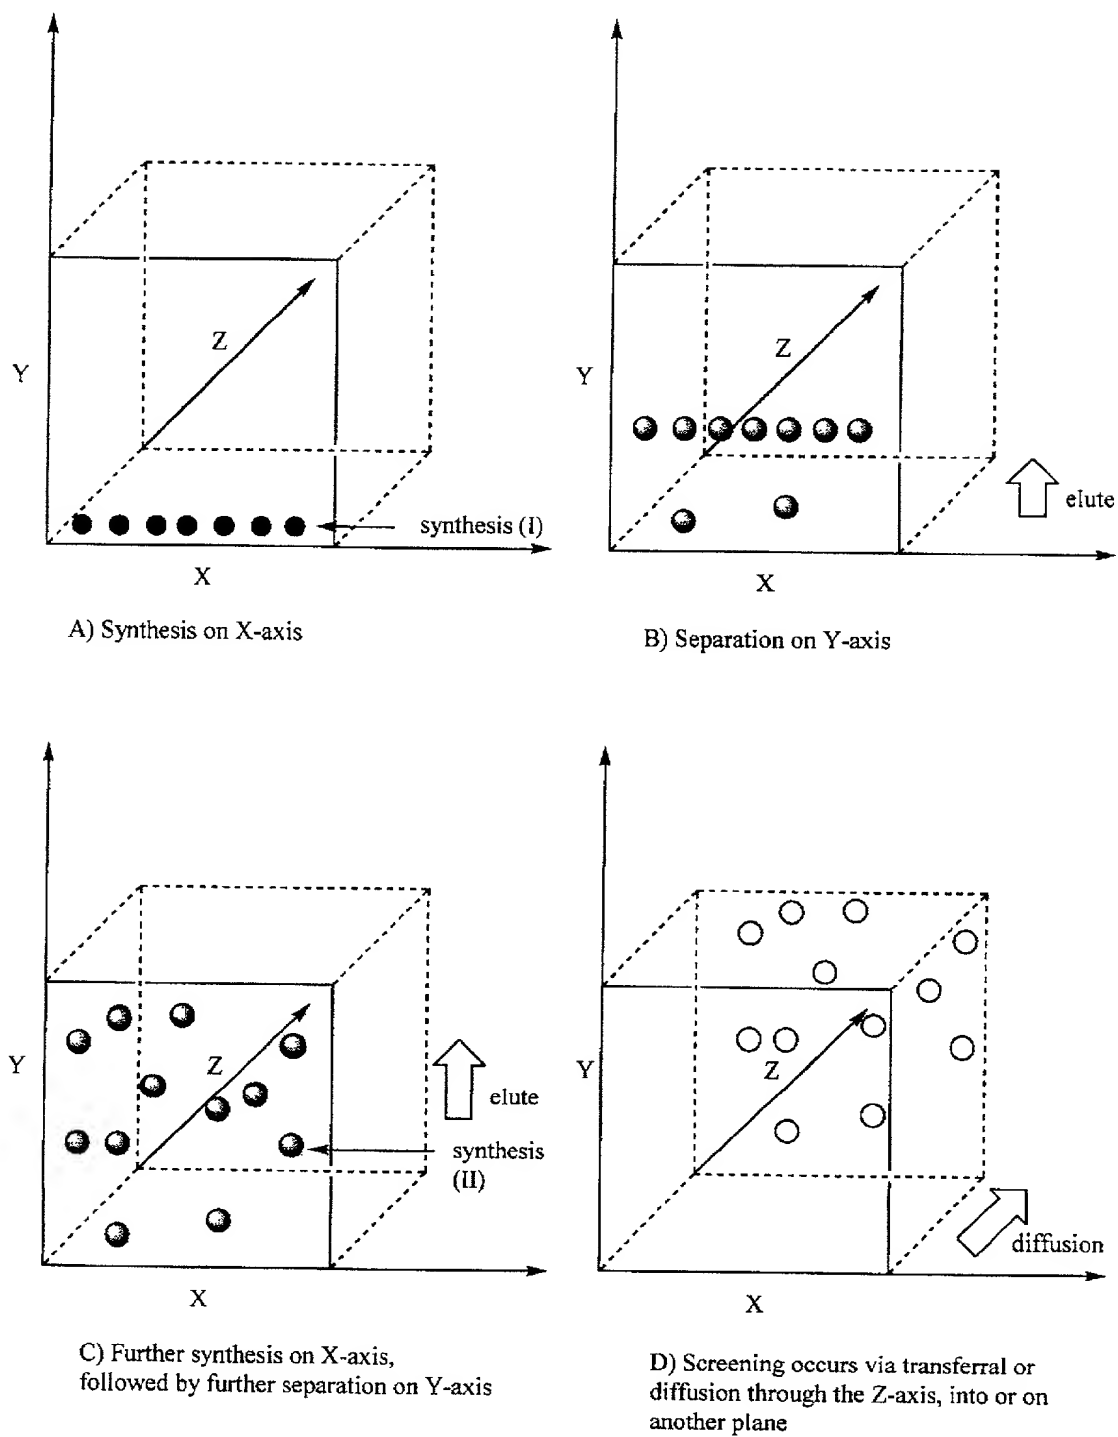 Z
Y
synthesis (I)
X
A) Synthesis on X-axis
Z
Y
elute
X
B) Separation on Y-axis
Z
Y
elute
synthesis
(II)
X
C) Further synthesis on X-axis,
followed by further separation on Y-axis
Z
Y
diffusion
X
D) Screening occurs via transferral or
diffusion through the Z-axis, into or on
another plane